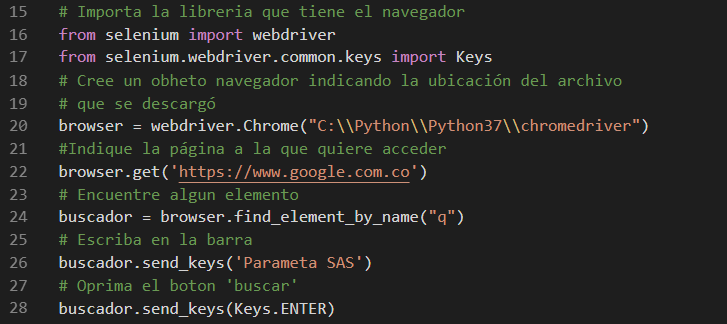 15 # Importa la libreria que tiene el navegador
16 from selenium import webdriver
17 from selenium.webdriver.common.keys import Keys
18 # Cree un obheto navegador indicando la ubicación del archivo
19 # que se descargó
20 browser = webdriver.Chrome("C:\\Python\\Python37\\chromedriver")
21 #Indique la página a la que quiere acceder
22 browser.get('https://www.google.com.co')
23 # Encuentre algun elemento
24 buscador = browser.find_element_by_name("q")
25 # Escriba en la barra
26 buscador.send_keys('Parameta SAS')
27 # Oprima el boton 'buscar'
28 buscador.send_keys(Keys.ENTER)